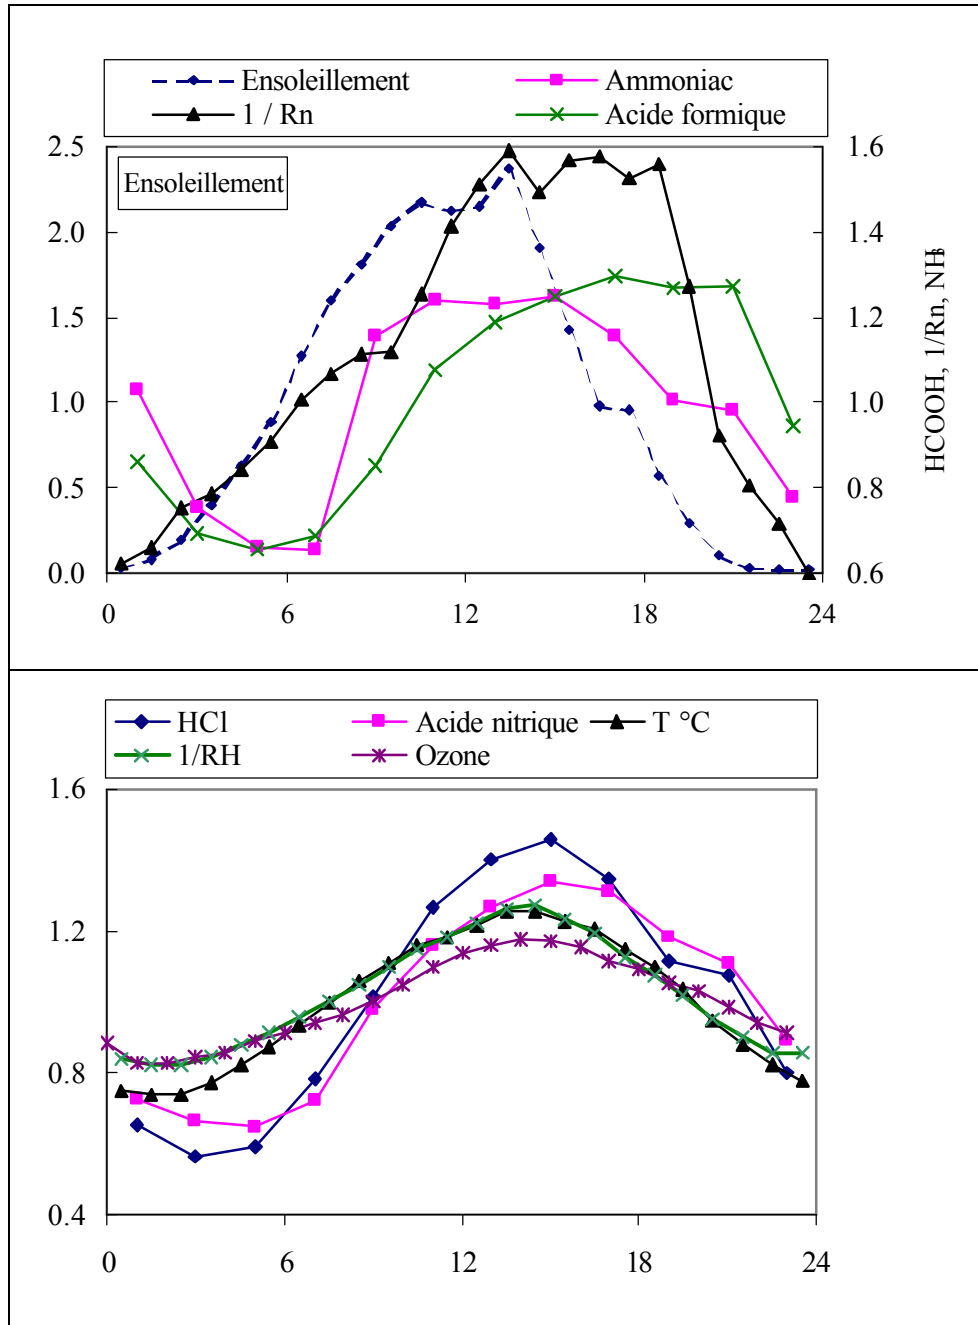 Ensoleillement Ammoniac
1 / Rn Acide formique
Ensoleillement
2.5
2.0
1.5
1.0
0.5
0.0
1.6
1.4
1.2
1.0
0.8
0.6
HCOOH, 1/Rn, NH3
0 6 12 18 24
HCl Acide nitrique T °C
1/RH Ozone
1.6
1.2
0.8
0.4
0 6 12 18 24